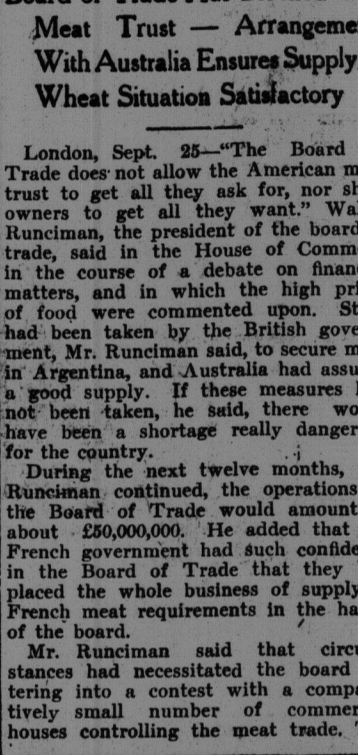 Meat Trust — Arrangeme
With Australia Ensures Supply
Wheat Situation Satisfactory
London, Sept. 25—"The Board
Trade does not allow the American m
trust to get all they ask for, nor sh
owners to get all they want." Wa
Runciman, the president of the board
trade, said in the House of Comm
in the course of a debate on finan
matters, and in which the high pri
of food were commented upon. St
had been taken by the British gove
ment, Mr. Runciman said, to secure m
in Argentina, and Australia had assu
a good supply. If these measures
not been taken, he said, there wo
have been a shortage really danger
for the country.
During the next twelve months,
Runciman continued, the operations
the Board of Trade would amount
about £50,000,000. He added that
French government had such confide
in the Board of Trade that they
placed the whole business of supply
French meat requirements in the ha
of the board.
Mr. Runciman said that circu
stances had necessitated the board
tering into a contest with a compa
tively small number of commer
houses controlling the meat trade.